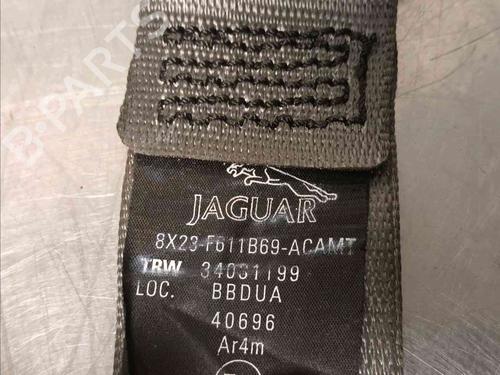 B-PARTS
JAGUAR
8X23-F611B69-ACAMT
TRW 34031199
LOC. BBDUA
40696
Ar4m